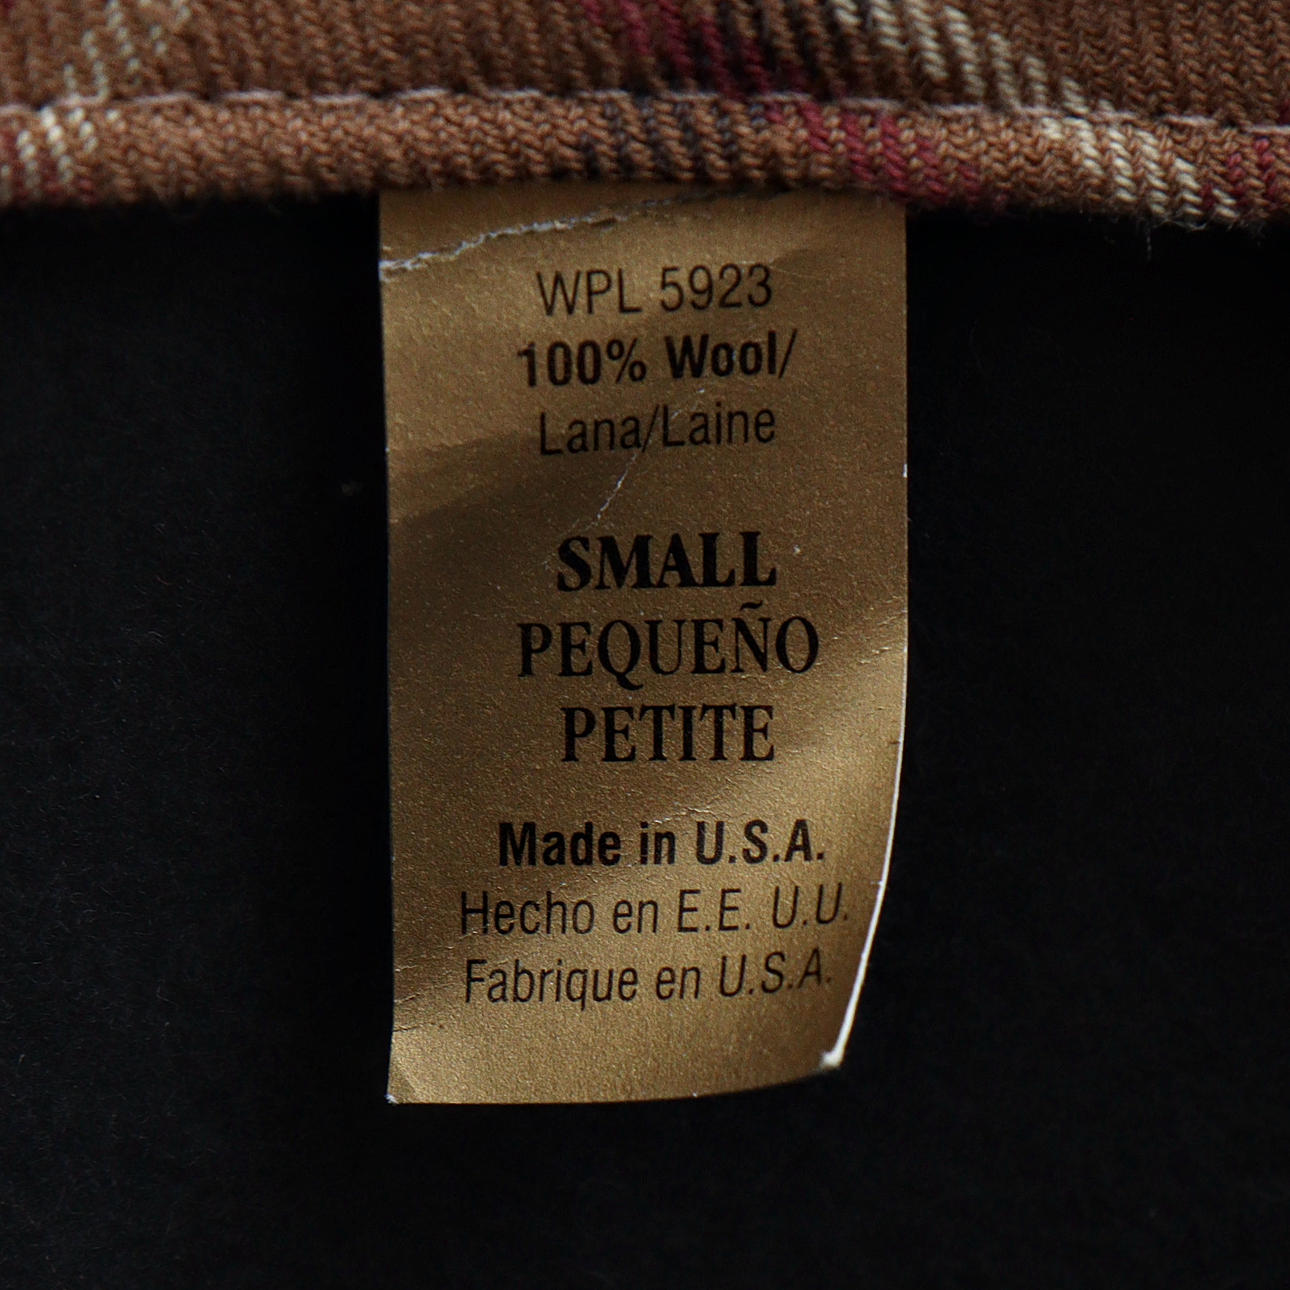 WPL 5923
100% Wool/
Lana/Laine
SMALL
PEQUEÑO
PETITE
Made in U.S.A.
Hecho en E.E. U.U.
Fabrique en U.S.A.